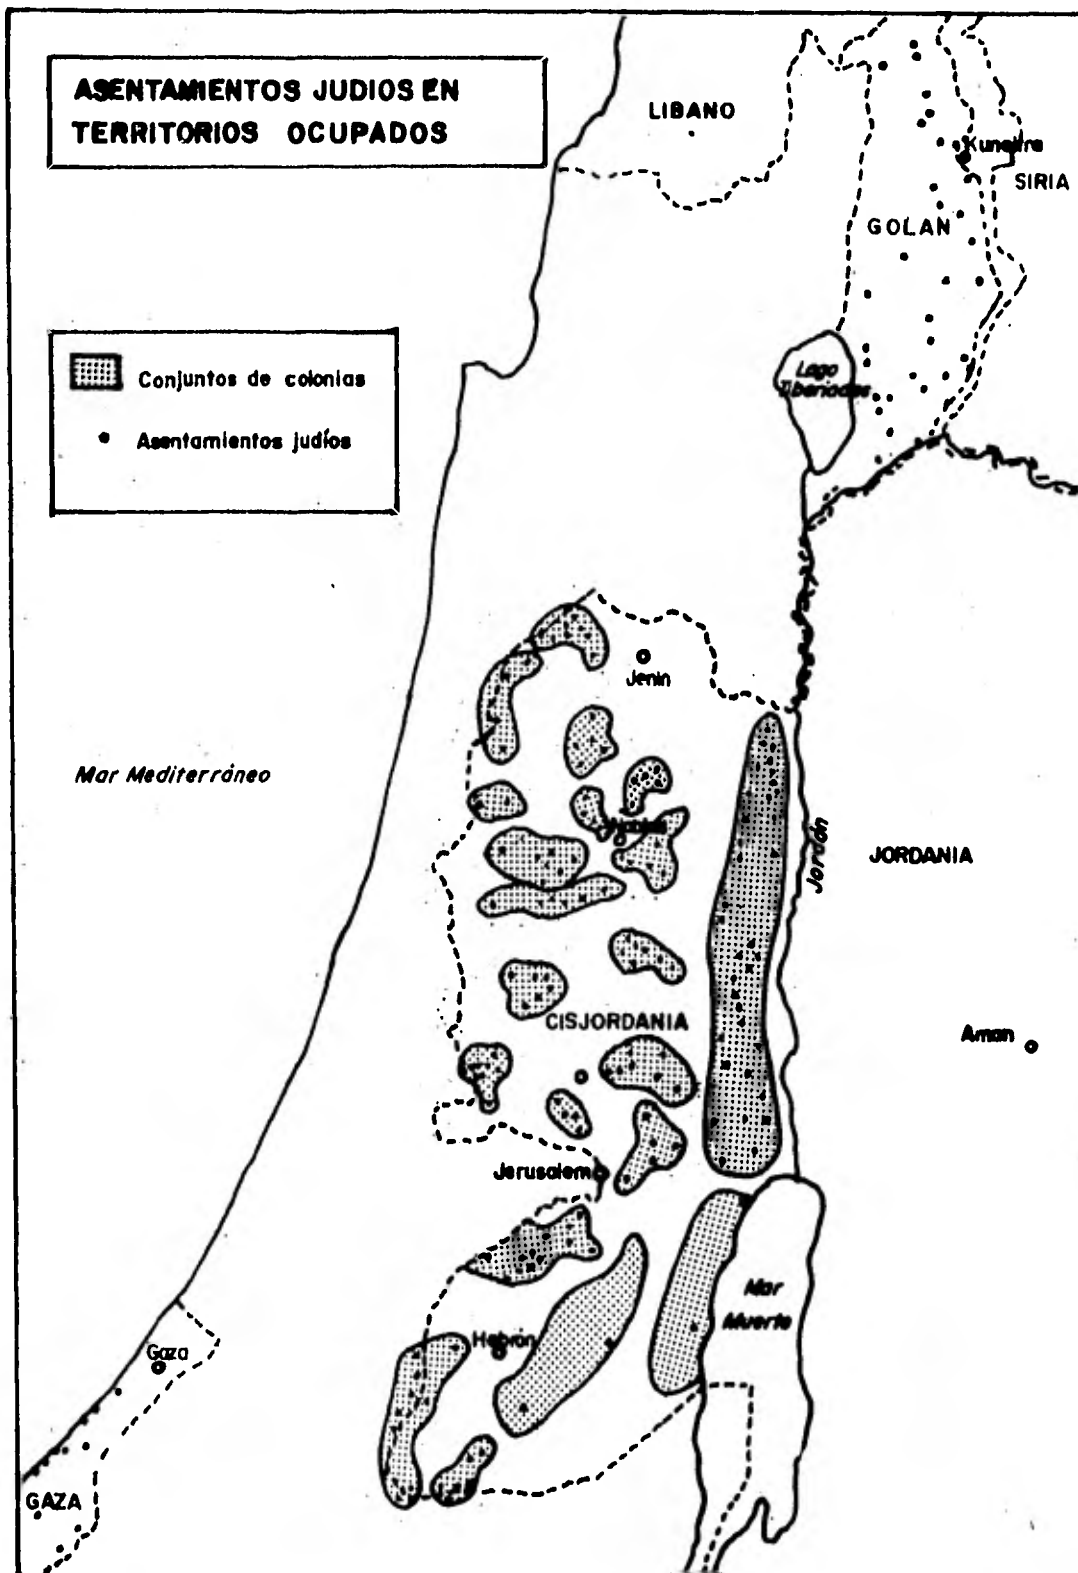 ASENTAMIENTOS JUDIOS EN
TERRITORIOS OCUPADOS
LIBANO
Kuneitra
SIRIA
GOLAN
Conjuntos de colonias
Asentamientos judíos
Lago
Tiberiades
Jenin
Mar Mediterráneo
Jordán
JORDANIA
CISJORDANIA
Aman
Jerusalem
Mar
Muerto
Hebrón
Gaza
GAZA